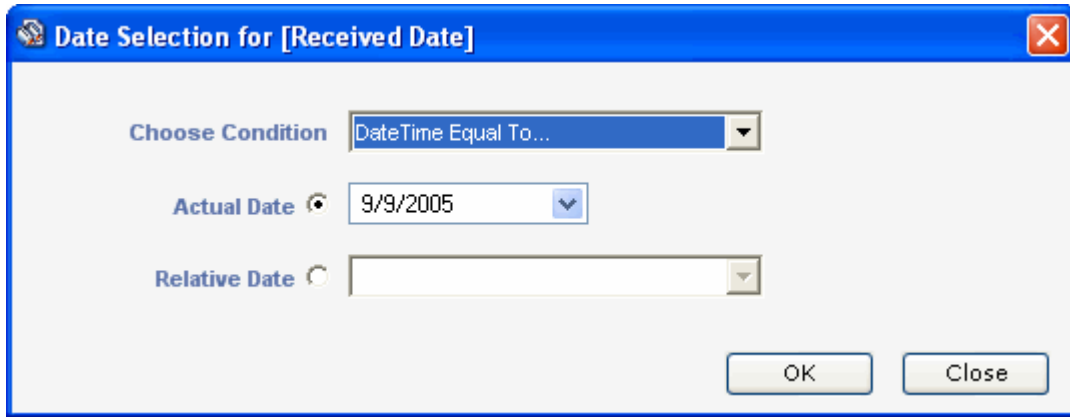 Date Selection for [Received Date]
Choose Condition DateTime Equal To...
Actual Date 9/9/2005
Relative Date
OK Close